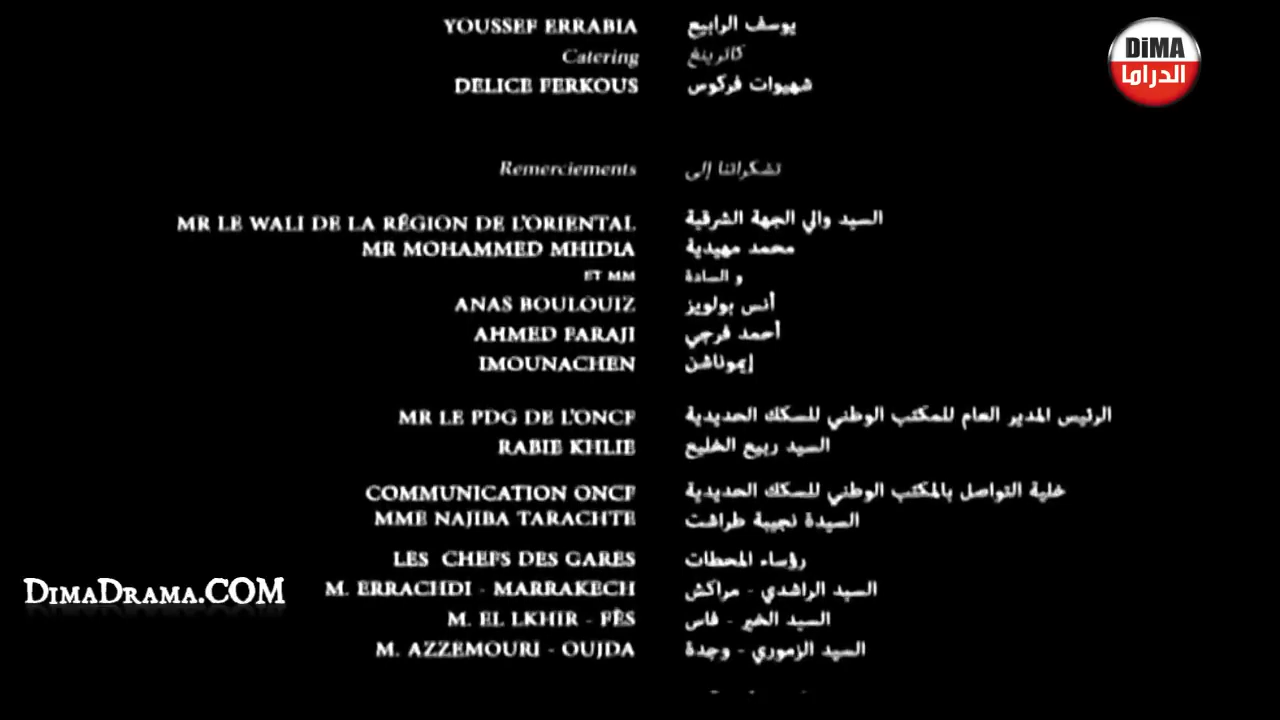 YOUSSEF ERRABIA يوسف الرابيع
Catering كاترينغ
DELICE FERKOUS شهيوات فركوس
Remerciements تشكراتنا إلى
MR LE WALI DE LA RÉGION DE L'ORIENTAL السيد والي الجهة الشرقية
MR MOHAMMED MHIDIA محمد مهيدية
ET MM و السادة
ANAS BOULOUIZ أنس بولويز
AHMED FARAJI أحمد فرجي
IMOUNACHEN إيموناشن
MR LE PDG DE L'ONCF الرئيس المدير العام للمكتب الوطني للسكك الحديدية
RABIE KHLIE السيد ربيع الخليع
COMMUNICATION ONCF خلية التواصل بالمكتب الوطني للسكك الحديدية
MME NAJIBA TARACHTE السيدة نجيبة طراشت
LES CHEFS DES GARES رؤساء المحطات
M. ERRACHDI - MARRAKECH السيد الراشدي - مراكش
M. EL LKHIR - FÈS السيد الخير - فاس
M. AZZEMOURI - OUJDA السيد الزموري - وجدة
DiMA
الدراما
DIMADRAMA.COM